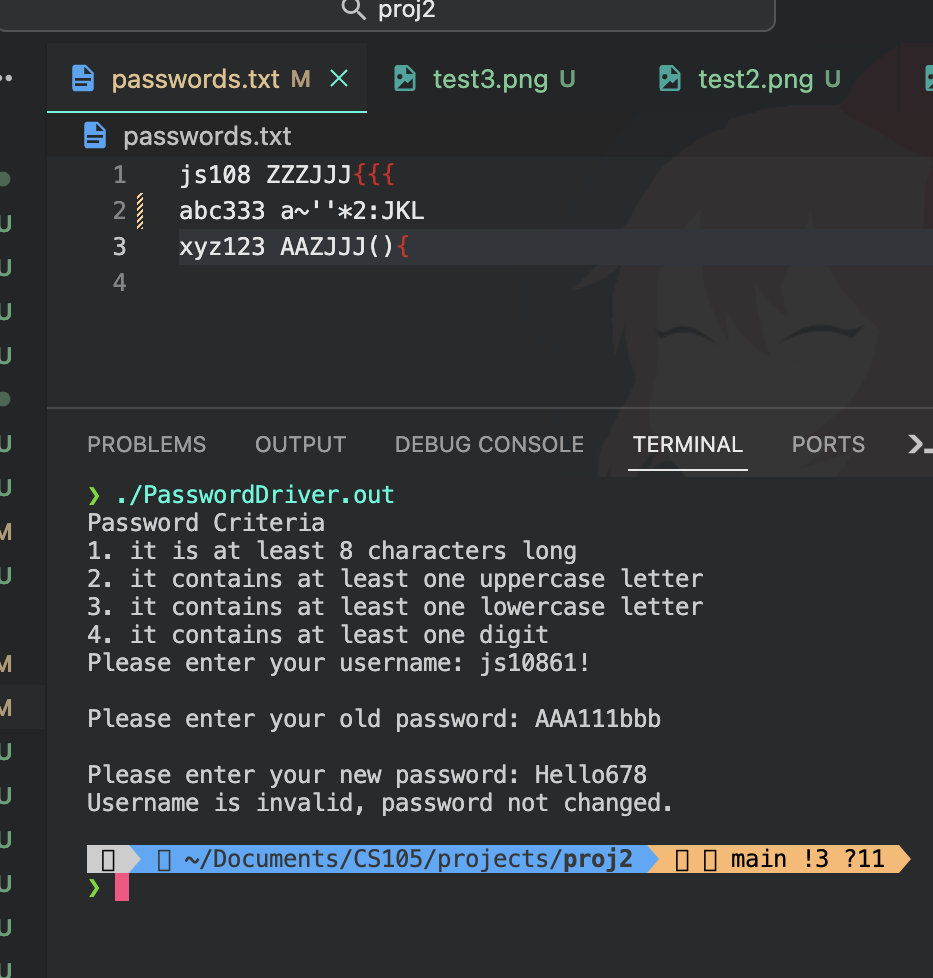 proj2
passwords.txt M
test3.png U
test2.png U
passwords.txt
1 js108 ZZZJJJ{{{
2 abc333 a~''*2:JKL
3 xyz123 AAZJJJ(){
4
U
U
U
U
U
U
M
U
M
M
U
U
U
U
U
U
PROBLEMS OUTPUT DEBUG CONSOLE TERMINAL PORTS
❯ ./PasswordDriver.out
Password Criteria
1. it is at least 8 characters long
2. it contains at least one uppercase letter
3. it contains at least one lowercase letter
4. it contains at least one digit
Please enter your username: js10861!
Please enter your old password: AAA111bbb
Please enter your new password: Hello678
Username is invalid, password not changed.
~/Documents/CS105/projects/proj2 main !3 ?11
❯